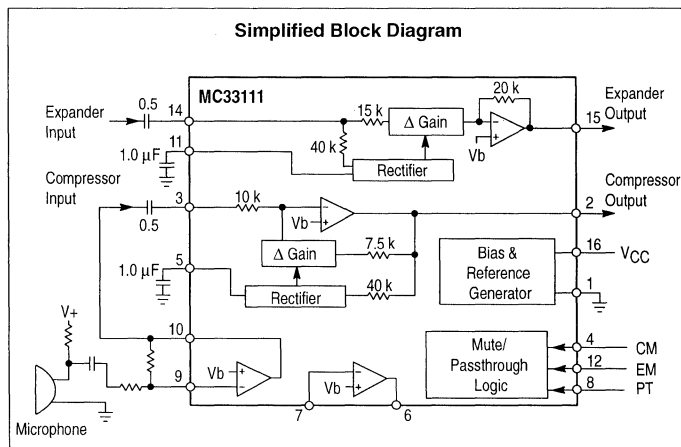 Simplified Block Diagram
MC33111
Expander
Input
0.5
14
15 k
Δ Gain
20 k
Vb
15
Expander
Output
11
1.0 µF
40 k
Rectifier
Compressor
Input
0.5
3
10 k
Vb
2
Compressor
Output
5
1.0 µF
Δ Gain
7.5 k
Rectifier
40 k
Bias &
Reference
Generator
16
VCC
1
V+
10
9
Vb
Microphone
Vb
7
6
Mute/
Passthrough
Logic
4
CM
12
EM
8
PT